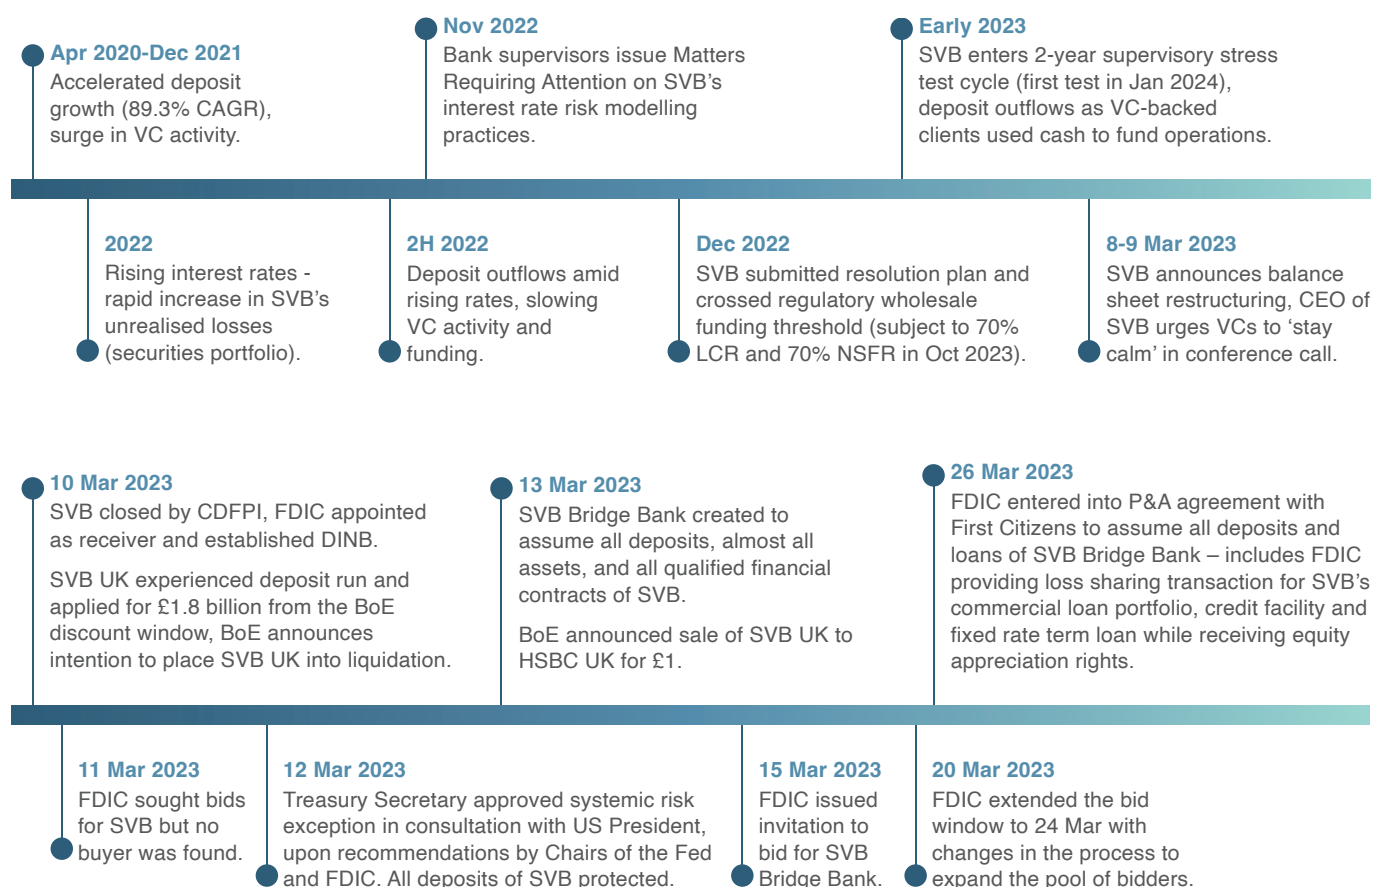 Apr 2020-Dec 2021
Accelerated deposit
growth (89.3% CAGR),
surge in VC activity.
Nov 2022
Bank supervisors issue Matters
Requiring Attention on SVB’s
interest rate risk modelling
practices.
Early 2023
SVB enters 2-year supervisory stress
test cycle (first test in Jan 2024),
deposit outflows as VC-backed
clients used cash to fund operations.
2022
Rising interest rates -
rapid increase in SVB’s
unrealised losses
(securities portfolio).
2H 2022
Deposit outflows amid
rising rates, slowing
VC activity and
funding.
Dec 2022
SVB submitted resolution plan and
crossed regulatory wholesale
funding threshold (subject to 70%
LCR and 70% NSFR in Oct 2023).
8-9 Mar 2023
SVB announces balance
sheet restructuring, CEO of
SVB urges VCs to ‘stay
calm’ in conference call.
10 Mar 2023
SVB closed by CDFPI, FDIC appointed
as receiver and established DINB.
SVB UK experienced deposit run and
applied for £1.8 billion from the BoE
discount window, BoE announces
intention to place SVB UK into liquidation.
13 Mar 2023
SVB Bridge Bank created to
assume all deposits, almost all
assets, and all qualified financial
contracts of SVB.
BoE announced sale of SVB UK to
HSBC UK for £1.
26 Mar 2023
FDIC entered into P&A agreement with
First Citizens to assume all deposits and
loans of SVB Bridge Bank – includes FDIC
providing loss sharing transaction for SVB’s
commercial loan portfolio, credit facility and
fixed rate term loan while receiving equity
appreciation rights.
11 Mar 2023
FDIC sought bids
for SVB but no
buyer was found.
12 Mar 2023
Treasury Secretary approved systemic risk
exception in consultation with US President,
upon recommendations by Chairs of the Fed
and FDIC. All deposits of SVB protected.
15 Mar 2023
FDIC issued
invitation to
bid for SVB
Bridge Bank.
20 Mar 2023
FDIC extended the bid
window to 24 Mar with
changes in the process to
expand the pool of bidders.